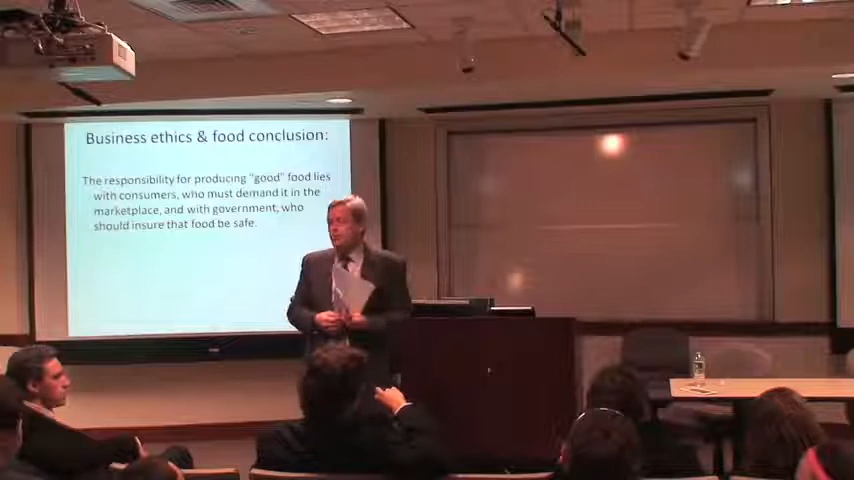 Business ethics & food conclusion:
The responsibility for producing "good" food lies
with consumers, who must demand it in the
marketplace, and with government, who
should insure that food be safe.